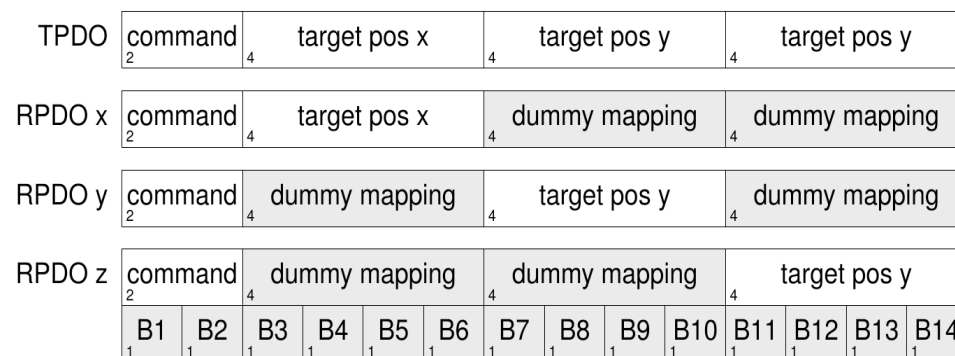 TPDO command target pos x target pos y target pos y
2 4 4 4
RPDO x command target pos x dummy mapping dummy mapping
2 4 4 4
RPDO y command dummy mapping target pos y dummy mapping
2 4 4 4
RPDO z command dummy mapping dummy mapping target pos y
2 4 4 4
B1 B2 B3 B4 B5 B6 B7 B8 B9 B10 B11 B12 B13 B14
1 1 1 1 1 1 1 1 1 1 1 1 1 1